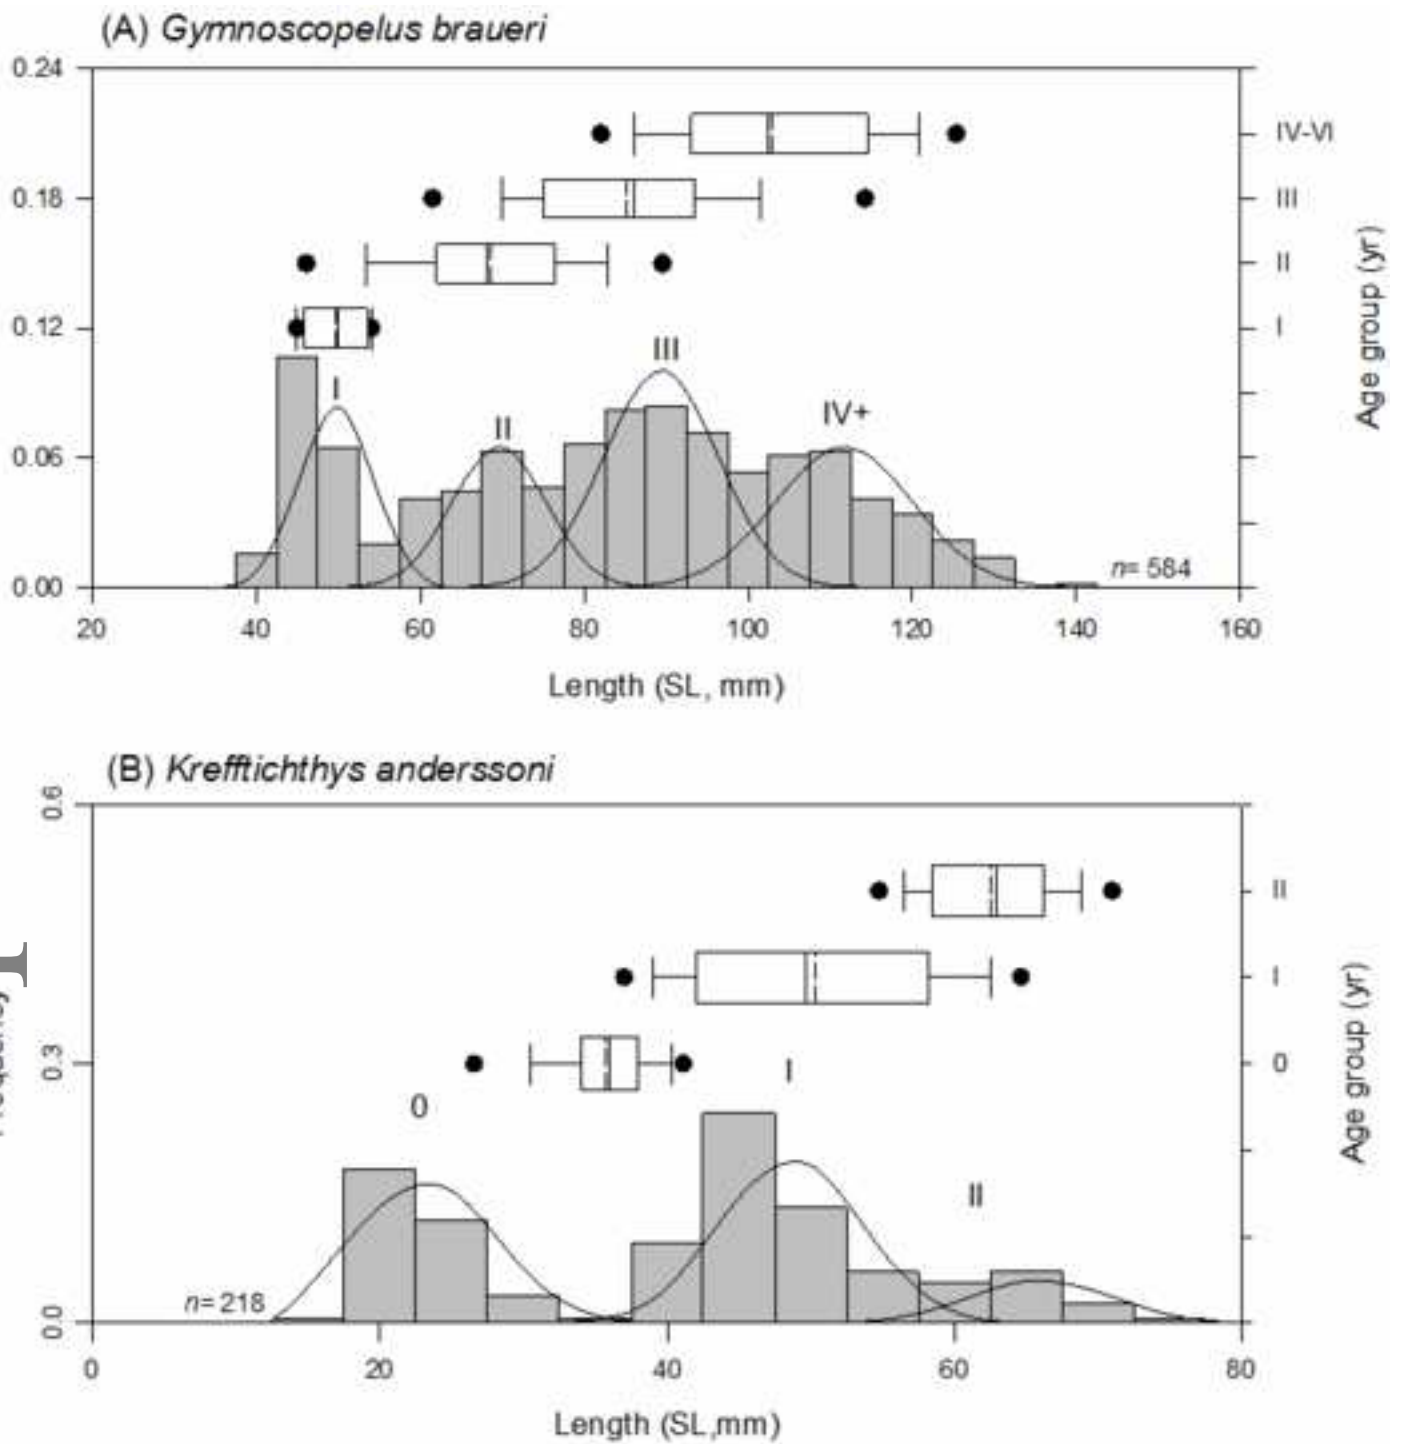 (A) Gymnoscopelus braueri
0.24
0.18
0.12
0.06
0.00
IV-VI
III
II
I
Age group (yr)
I
II
III
IV+
n= 584
20 40 60 80 100 120 140 160
Length (SL, mm)
(B) Krefftichthys anderssoni
0.6
0.3
0.0
II
I
0
Age group (yr)
0
I
II
n= 218
0 20 40 60 80
Length (SL,mm)